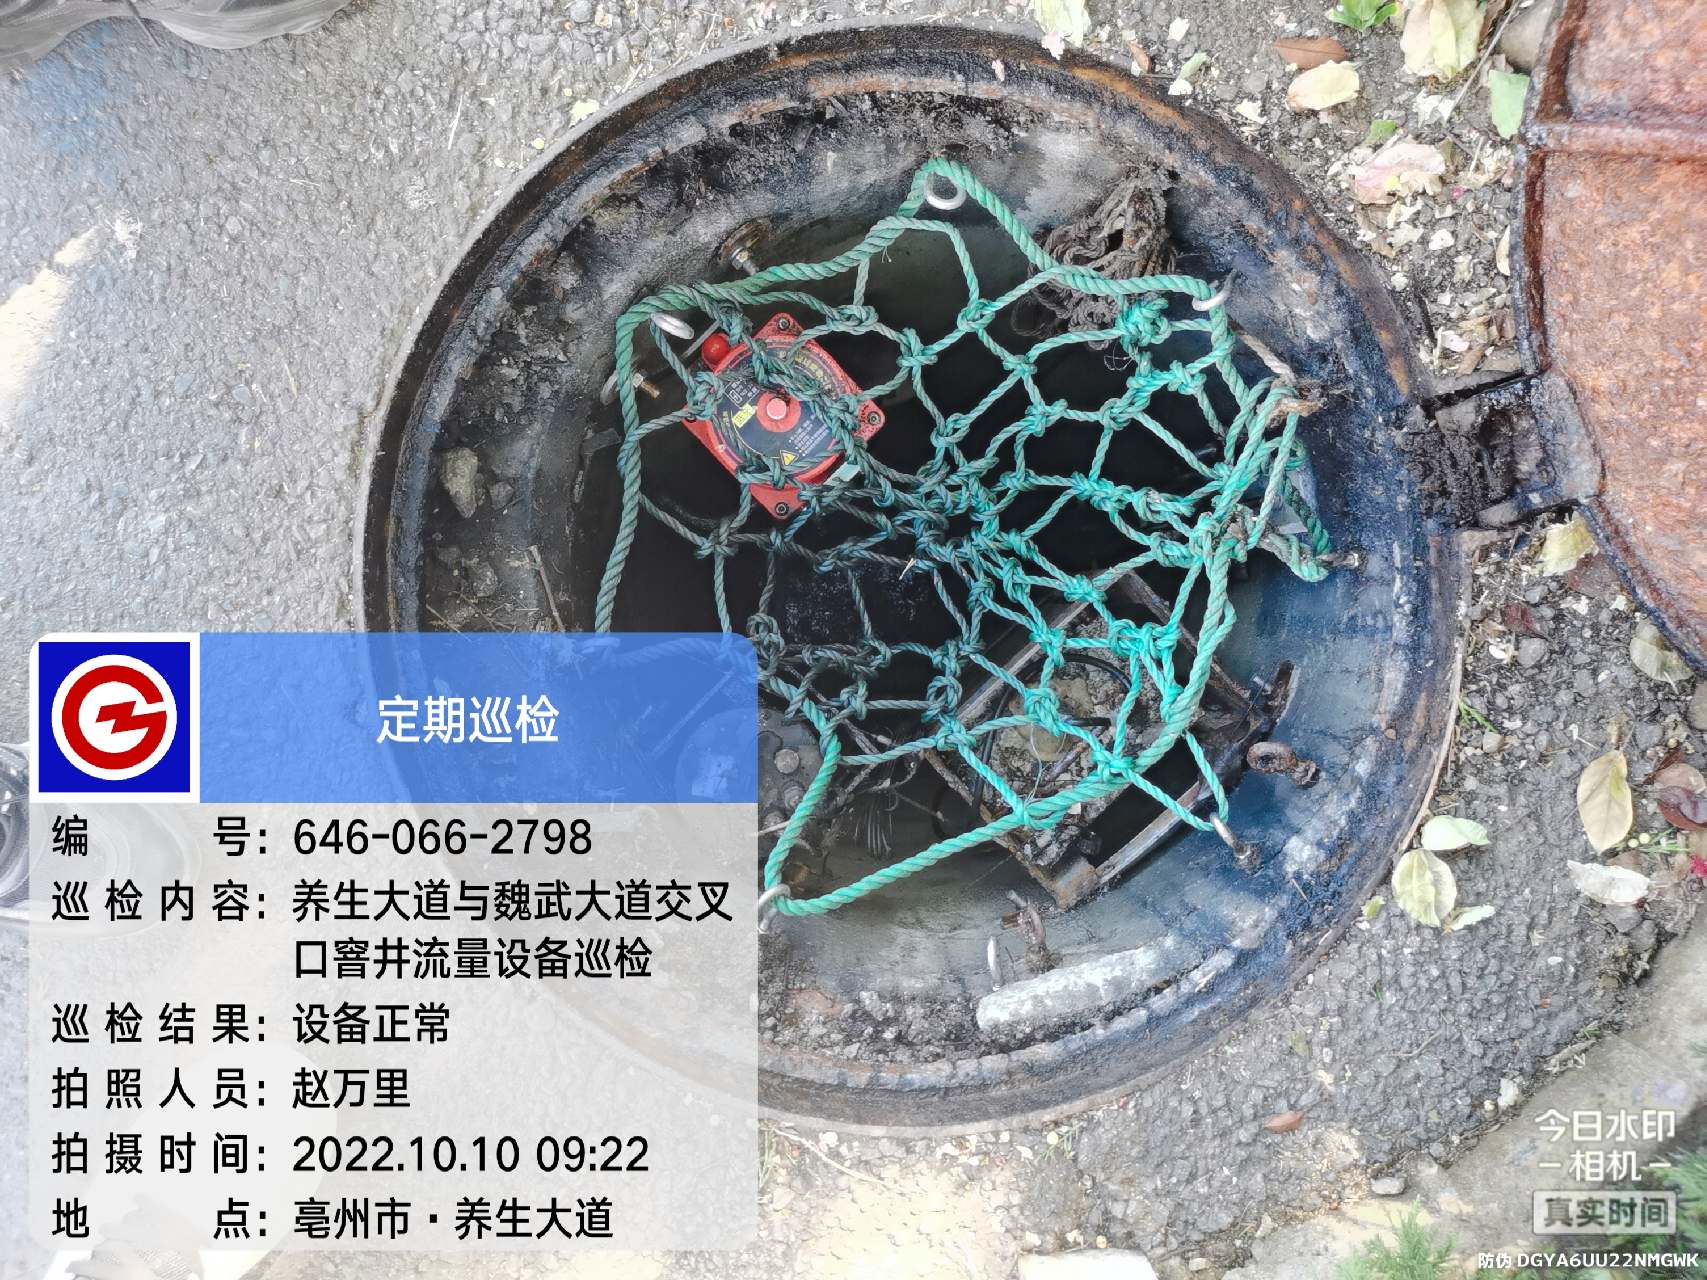 定期巡检
编号：646-066-2798
巡检内容：养生大道与魏武大道交叉
口窨井流量设备巡检
巡检结果：设备正常
拍照人员：赵万里
拍摄时间：2022.10.10 09:22
地点：亳州市·养生大道
今日水印
相机
真实时间
防伪 DGYA6UU22NMGWK